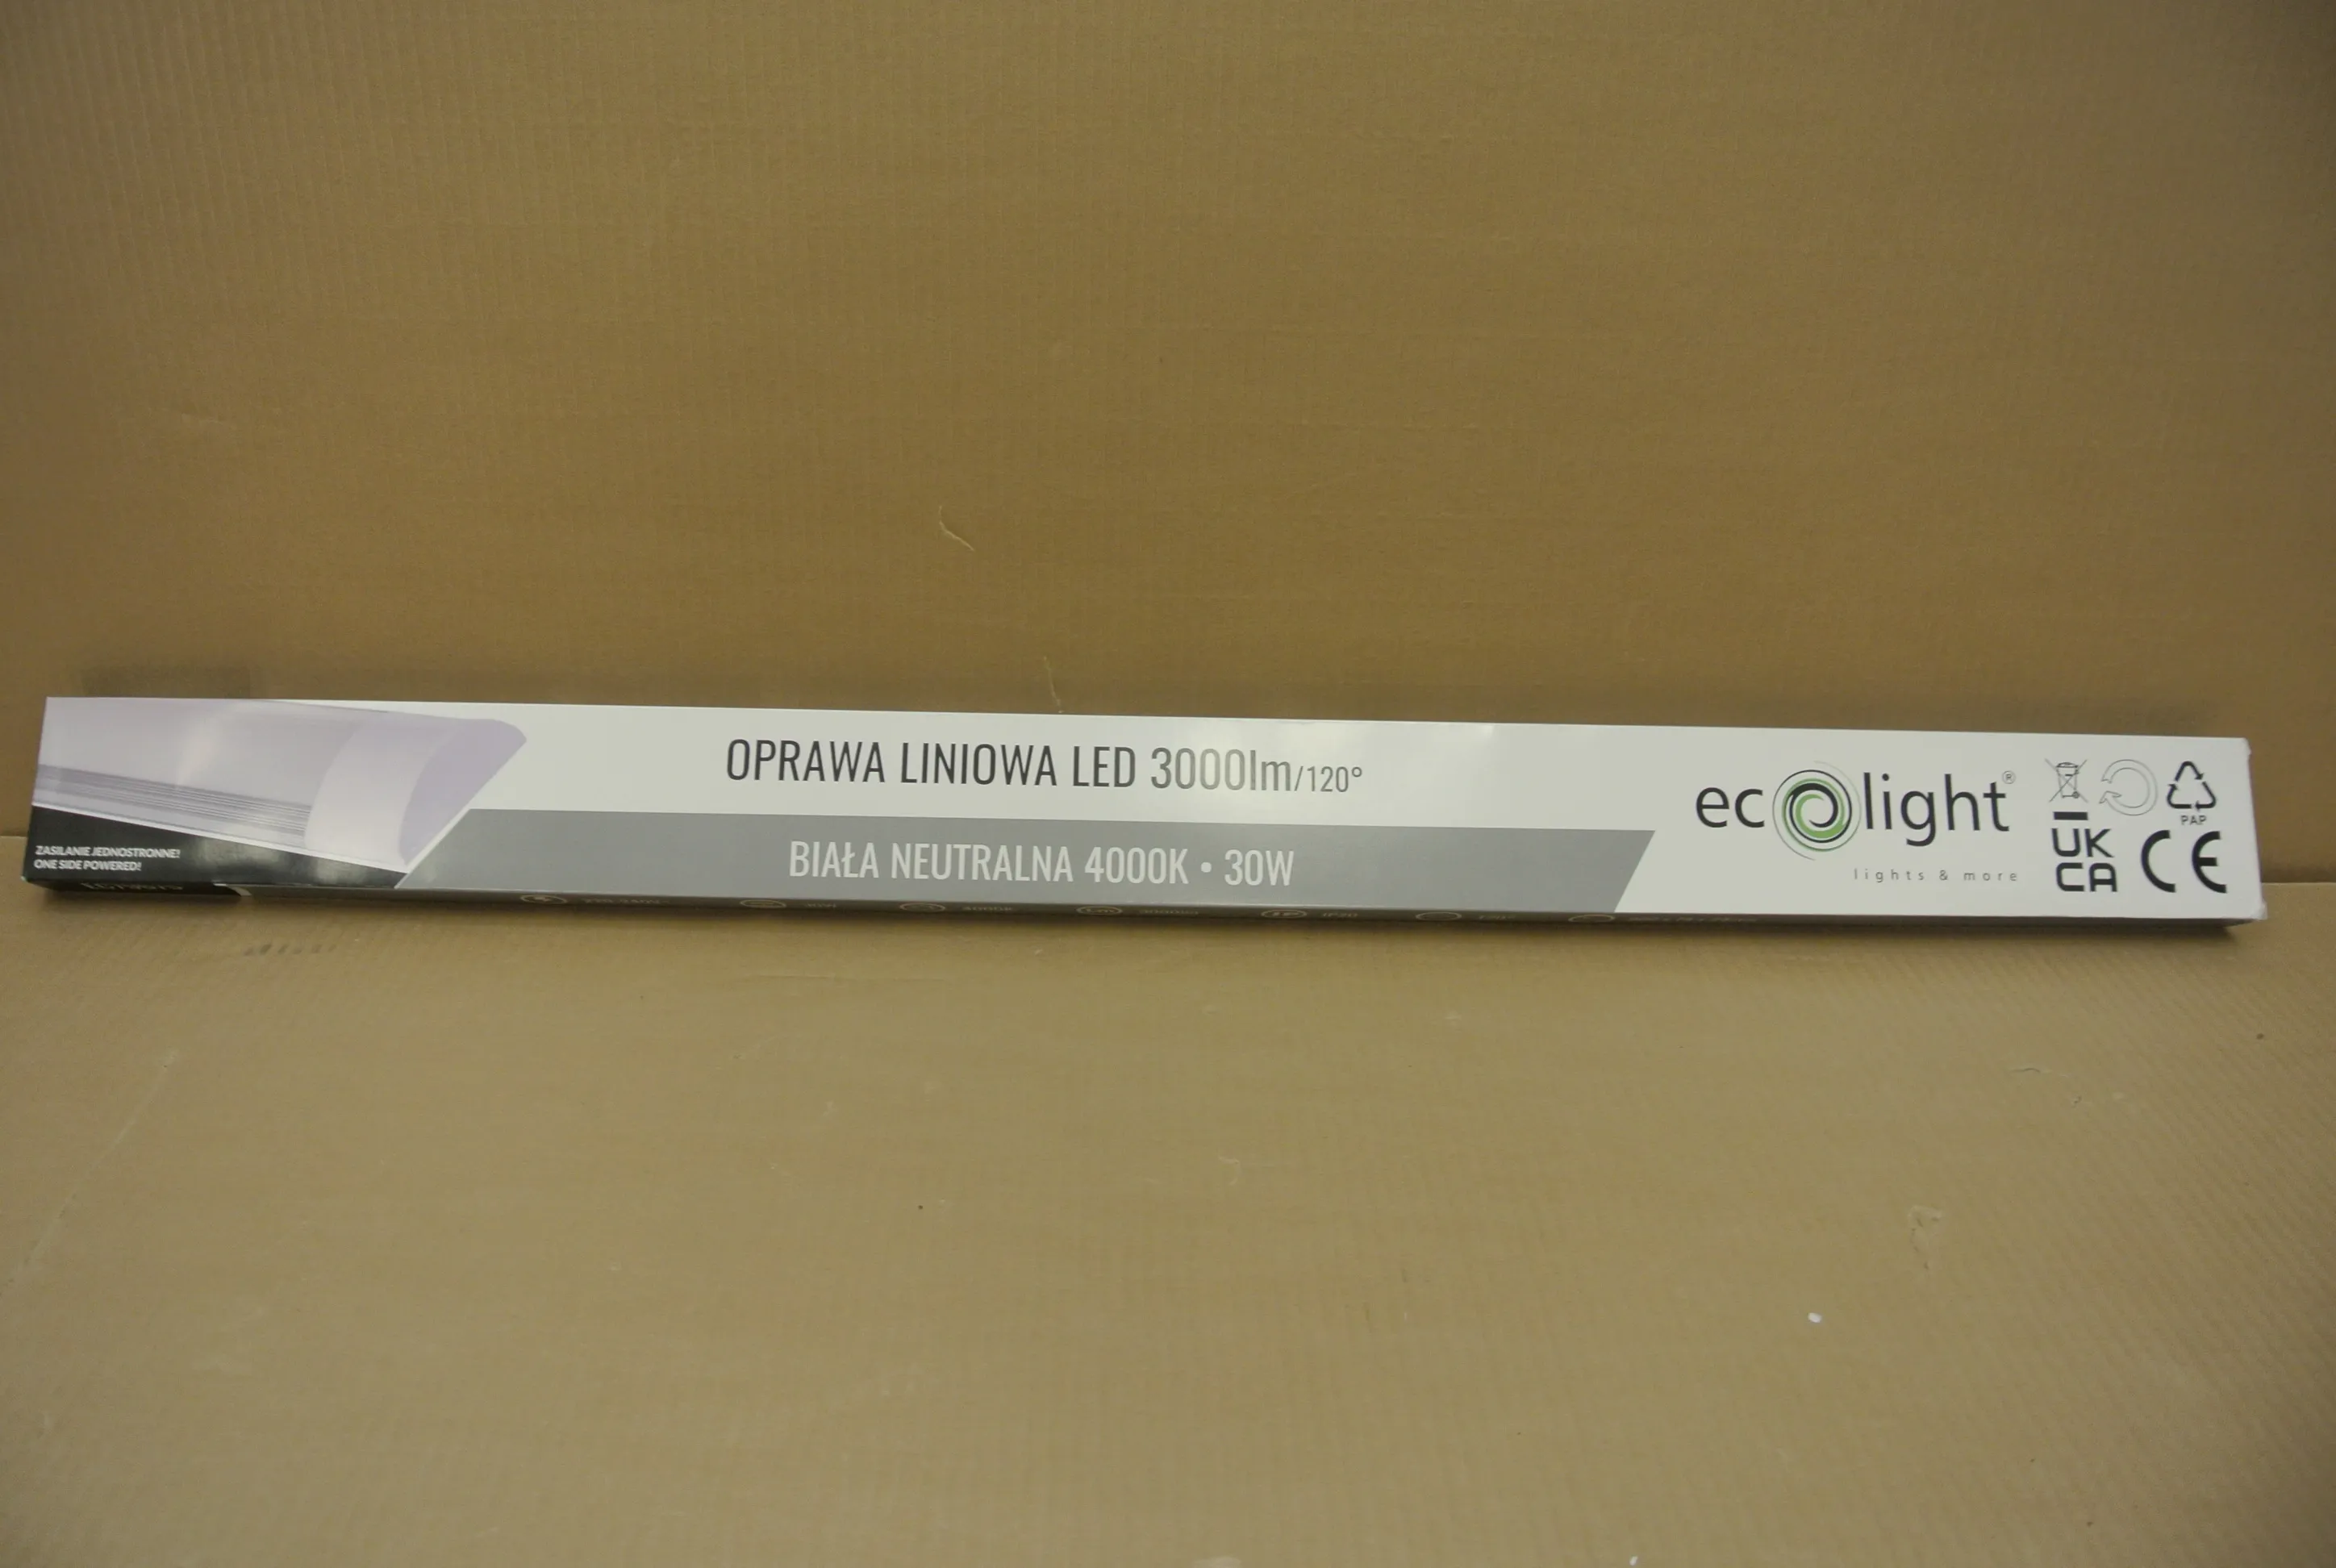 OPRAWA LINIOWA LED 3000lm/120°
BIAŁA NEUTRALNA 4000K • 30W
ZASILANIE JEDNOSTRONNE!
ONE SIDE POWERED!
ecolight®
lights & more
PAP
UK
CA
CE